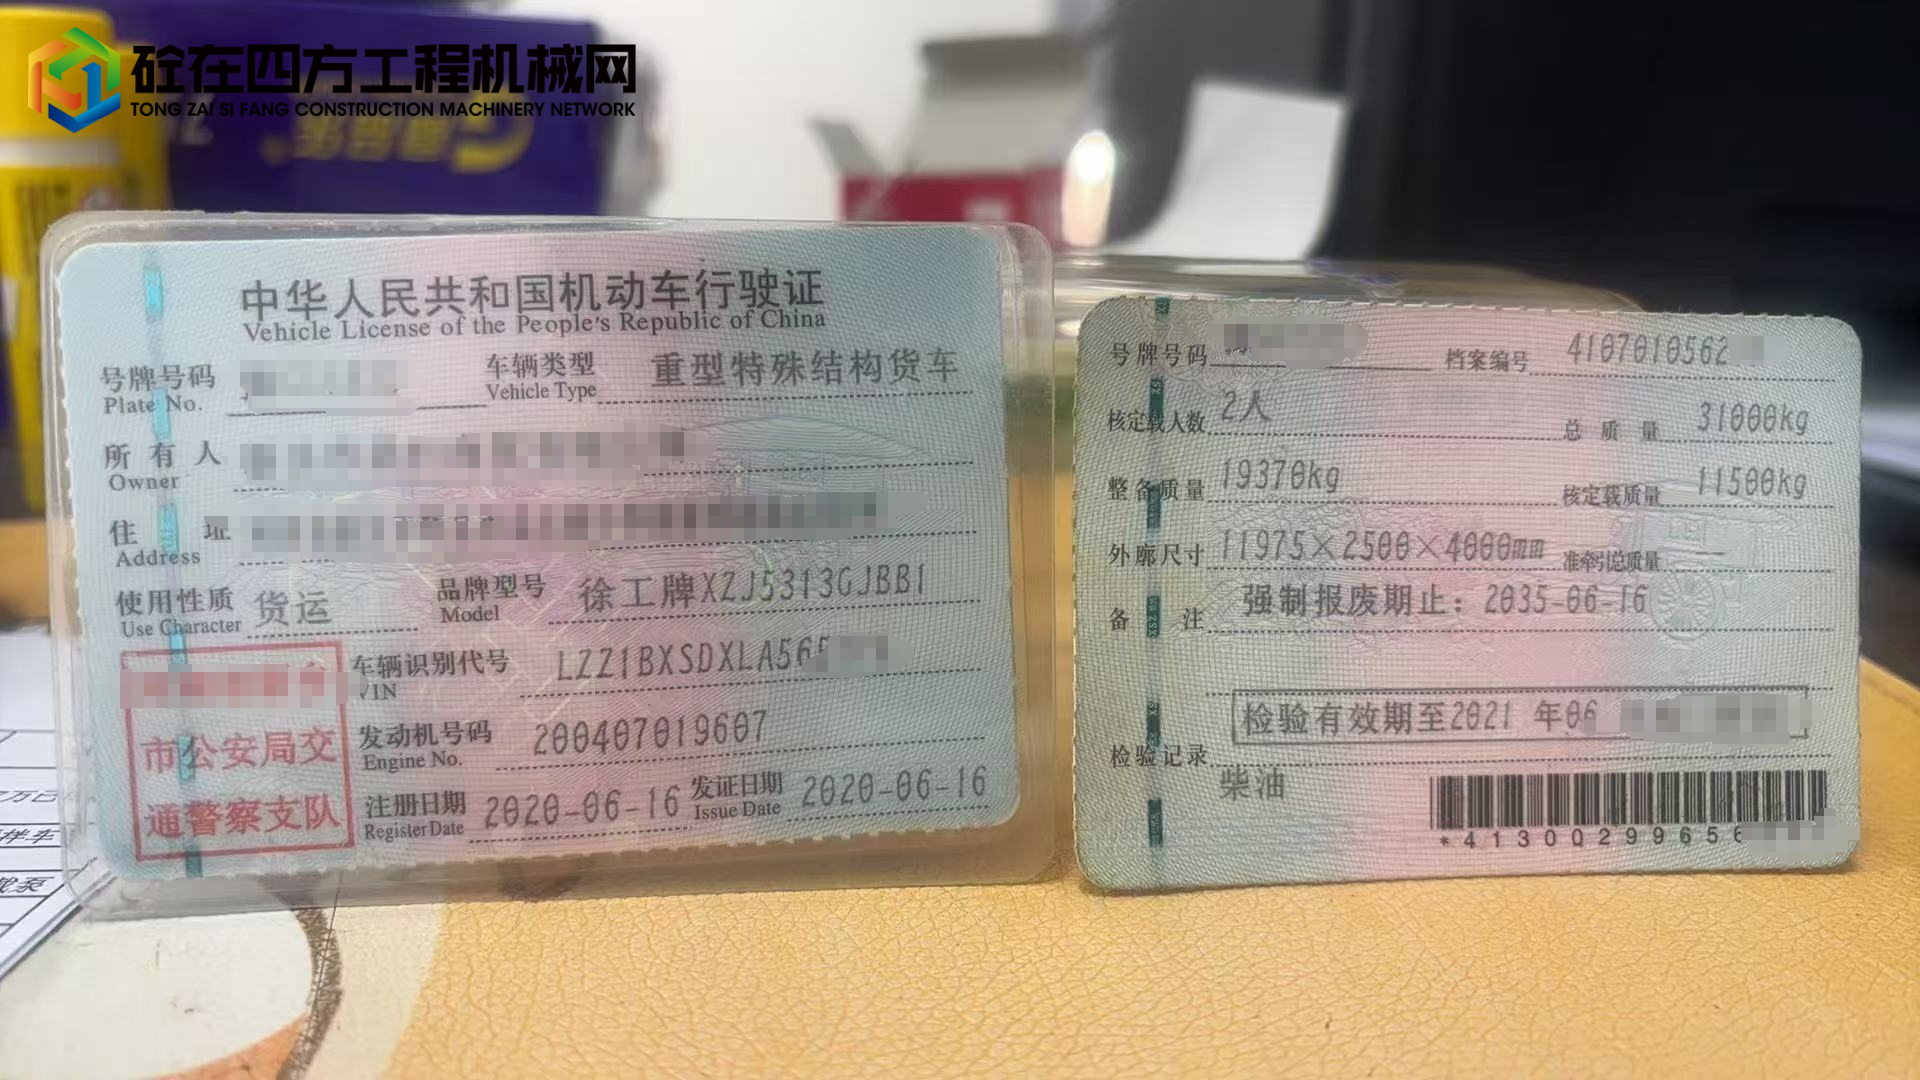 砼在四方工程机械网
TONG ZAI SI FANG CONSTRUCTION MACHINERY NETWORK
中华人民共和国机动车行驶证
Vehicle License of the People's Republic of China
号牌号码
Plate No.
车辆类型 重型特殊结构货车
Vehicle Type
所有人
Owner
住址
Address
使用性质 货运
Use Character
品牌型号 徐工牌XZJ5313GJBB1
Model
车辆识别代号 LZZ1BXSDXLA565
VIN
发动机号码 200407019607
Engine No.
注册日期 2020-06-16
Register Date
发证日期 2020-06-16
Issue Date
市公安局交
通警察支队
号牌号码
档案编号 4107010562
核定载人数 2人
总质量 31000kg
整备质量 19370kg
核定载质量 11500kg
外廓尺寸 11975×2500×4000mm
准牵引总质量 —
备注 强制报废期止：2035-06-16
检验有效期至2021 年06
检验记录
柴油
*41300299656
样车
载泵